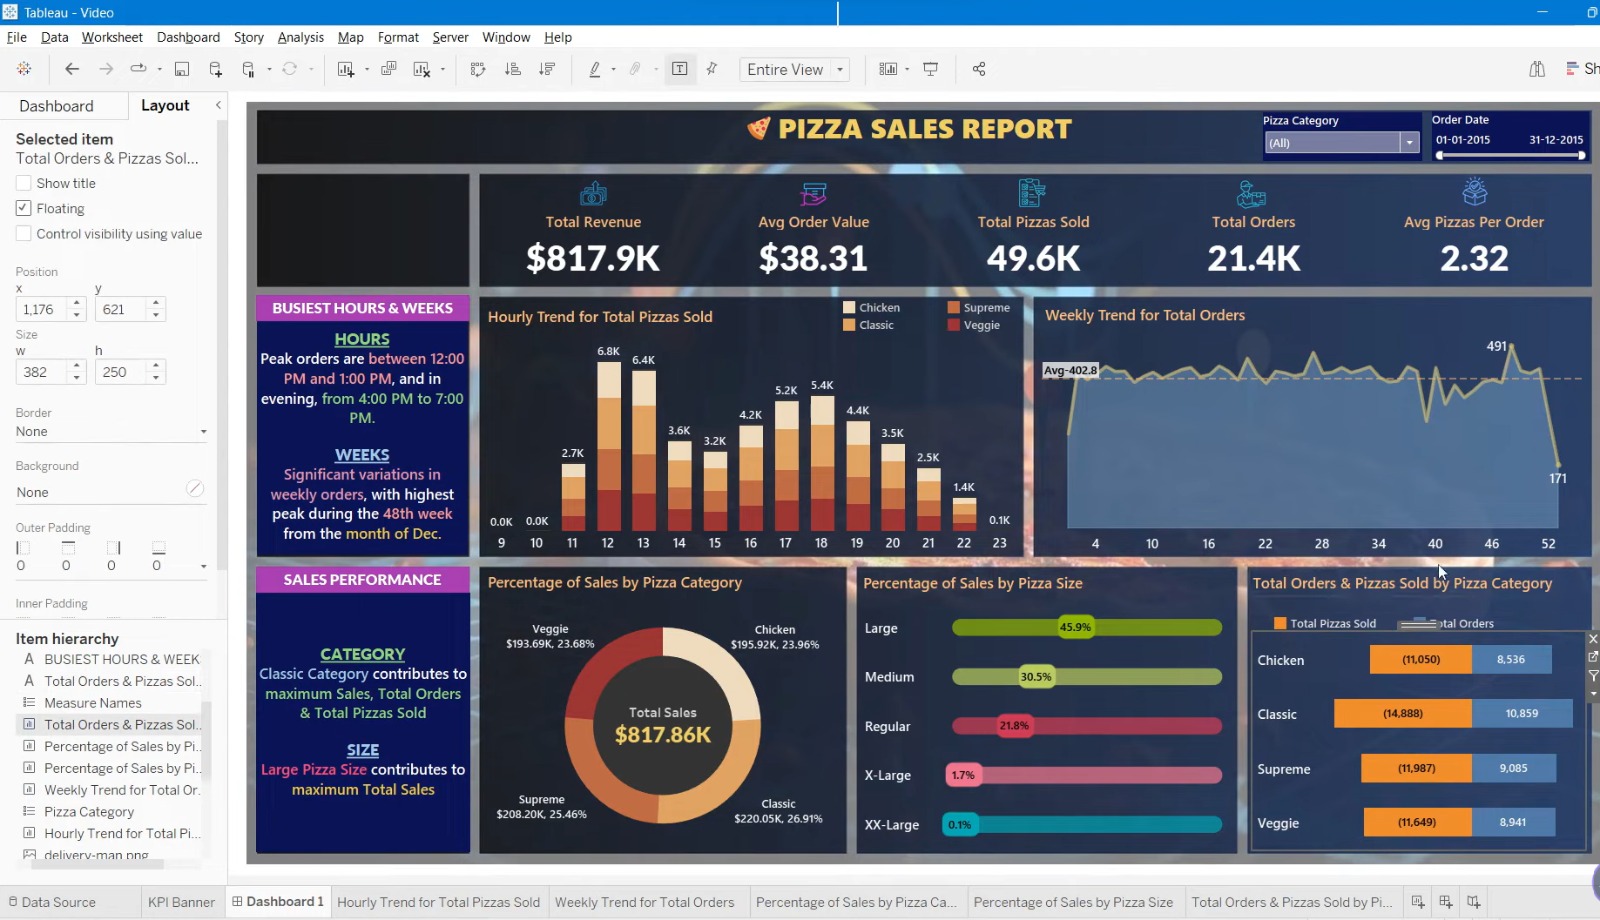 Tableau - Video
File Data Worksheet Dashboard Story Analysis Map Format Server Window Help
Entire View
Sh
Dashboard Layout
Selected item
Total Orders & Pizzas Sol...
Show title
Floating
Control visibility using value
Position
x y
1,176 621
Size
w h
382 250
Border
None
Background
None
Outer Padding
0 0 0 0
Inner Padding
Item hierarchy
BUSIEST HOURS & WEEK
Total Orders & Pizzas Sol..
Measure Names
Total Orders & Pizzas Sol..
Percentage of Sales by Pi..
Percentage of Sales by Pi..
Weekly Trend for Total Or..
Pizza Category
Hourly Trend for Total Pi...
delivery-man.png
PIZZA SALES REPORT
Pizza Category
(All)
Order Date
01-01-2015 31-12-2015
Total Revenue
$817.9K
Avg Order Value
$38.31
Total Pizzas Sold
49.6K
Total Orders
21.4K
Avg Pizzas Per Order
2.32
BUSIEST HOURS & WEEKS
HOURS
Peak orders are between 12:00
PM and 1:00 PM, and in
evening, from 4:00 PM to 7:00
PM.
WEEKS
Significant variations in
weekly orders, with highest
peak during the 48th week
from the month of Dec.
Hourly Trend for Total Pizzas Sold
Chicken Supreme
Classic Veggie
0.0K 0.0K 2.7K 6.8K 6.4K 3.6K 3.2K 4.2K 5.2K 5.4K 4.4K 3.5K 2.5K 1.4K 0.1K
9 10 11 12 13 14 15 16 17 18 19 20 21 22 23
Weekly Trend for Total Orders
491
Avg-402.8
171
4 10 16 22 28 34 40 46 52
SALES PERFORMANCE
CATEGORY
Classic Category contributes to
maximum Sales, Total Orders
& Total Pizzas Sold
SIZE
Large Pizza Size contributes to
maximum Total Sales
Percentage of Sales by Pizza Category
Veggie
$193.69K, 23.68%
Chicken
$195.92K, 23.96%
Total Sales
$817.86K
Supreme
$208.20K, 25.46%
Classic
$220.05K, 26.91%
Percentage of Sales by Pizza Size
Large 45.9%
Medium 30.5%
Regular 21.8%
X-Large 1.7%
XX-Large 0.1%
Total Orders & Pizzas Sold by Pizza Category
Total Pizzas Sold otal Orders
Chicken (11,050) 8,536
Classic (14,888) 10,859
Supreme (11,987) 9,085
Veggie (11,649) 8,941
Data Source KPI Banner Dashboard 1 Hourly Trend for Total Pizzas Sold Weekly Trend for Total Orders Percentage of Sales by Pizza Ca... Percentage of Sales by Pizza Size Total Orders & Pizzas Sold by Pi...